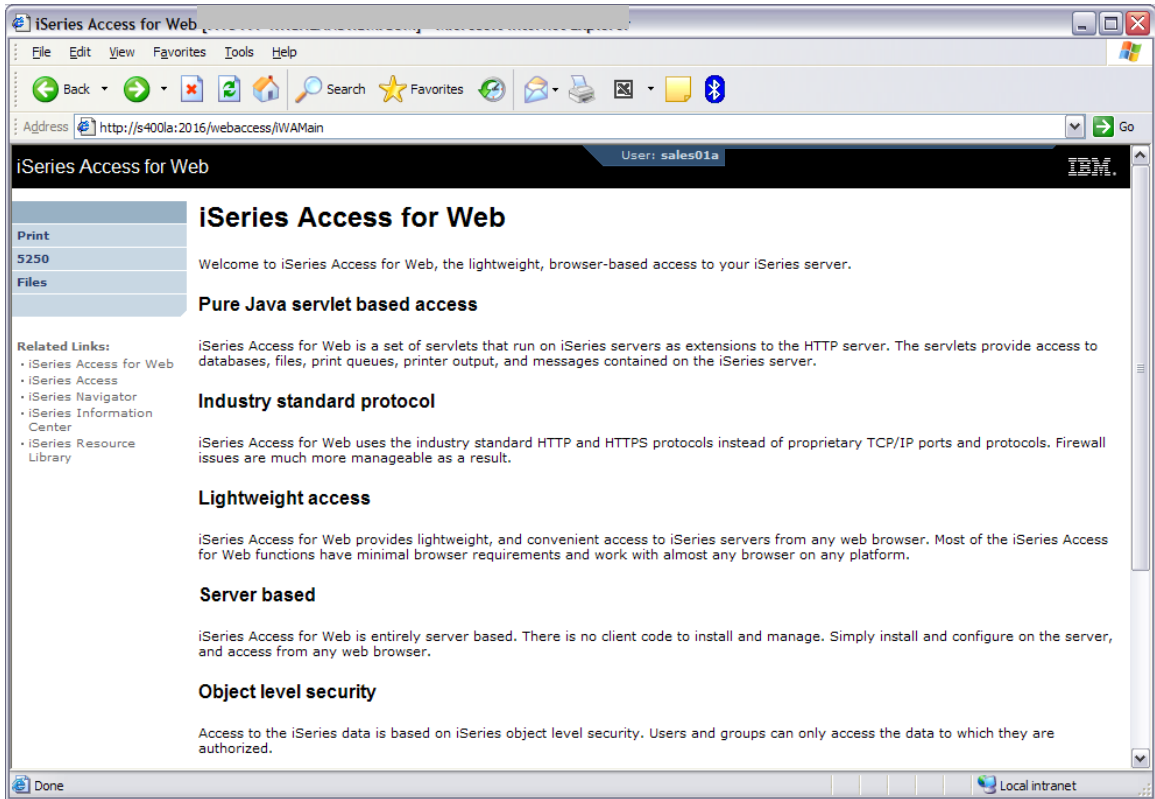 iSeries Access for Web
File Edit View Favorites Tools Help
Back Search Favorites
Address http://s400la:2016/webaccess/iWAMain Go
User: sales01a
iSeries Access for Web IBM.
iSeries Access for Web
Print
5250
Files
Welcome to iSeries Access for Web, the lightweight, browser-based access to your iSeries server.
Pure Java servlet based access
Related Links:
· iSeries Access for Web
· iSeries Access
· iSeries Navigator
· iSeries Information
Center
· iSeries Resource
Library
iSeries Access for Web is a set of servlets that run on iSeries servers as extensions to the HTTP server. The servlets provide access to
databases, files, print queues, printer output, and messages contained on the iSeries server.
Industry standard protocol
iSeries Access for Web uses the industry standard HTTP and HTTPS protocols instead of proprietary TCP/IP ports and protocols. Firewall
issues are much more manageable as a result.
Lightweight access
iSeries Access for Web provides lightweight, and convenient access to iSeries servers from any web browser. Most of the iSeries Access
for Web functions have minimal browser requirements and work with almost any browser on any platform.
Server based
iSeries Access for Web is entirely server based. There is no client code to install and manage. Simply install and configure on the server,
and access from any web browser.
Object level security
Access to the iSeries data is based on iSeries object level security. Users and groups can only access the data to which they are
authorized.
Done Local intranet